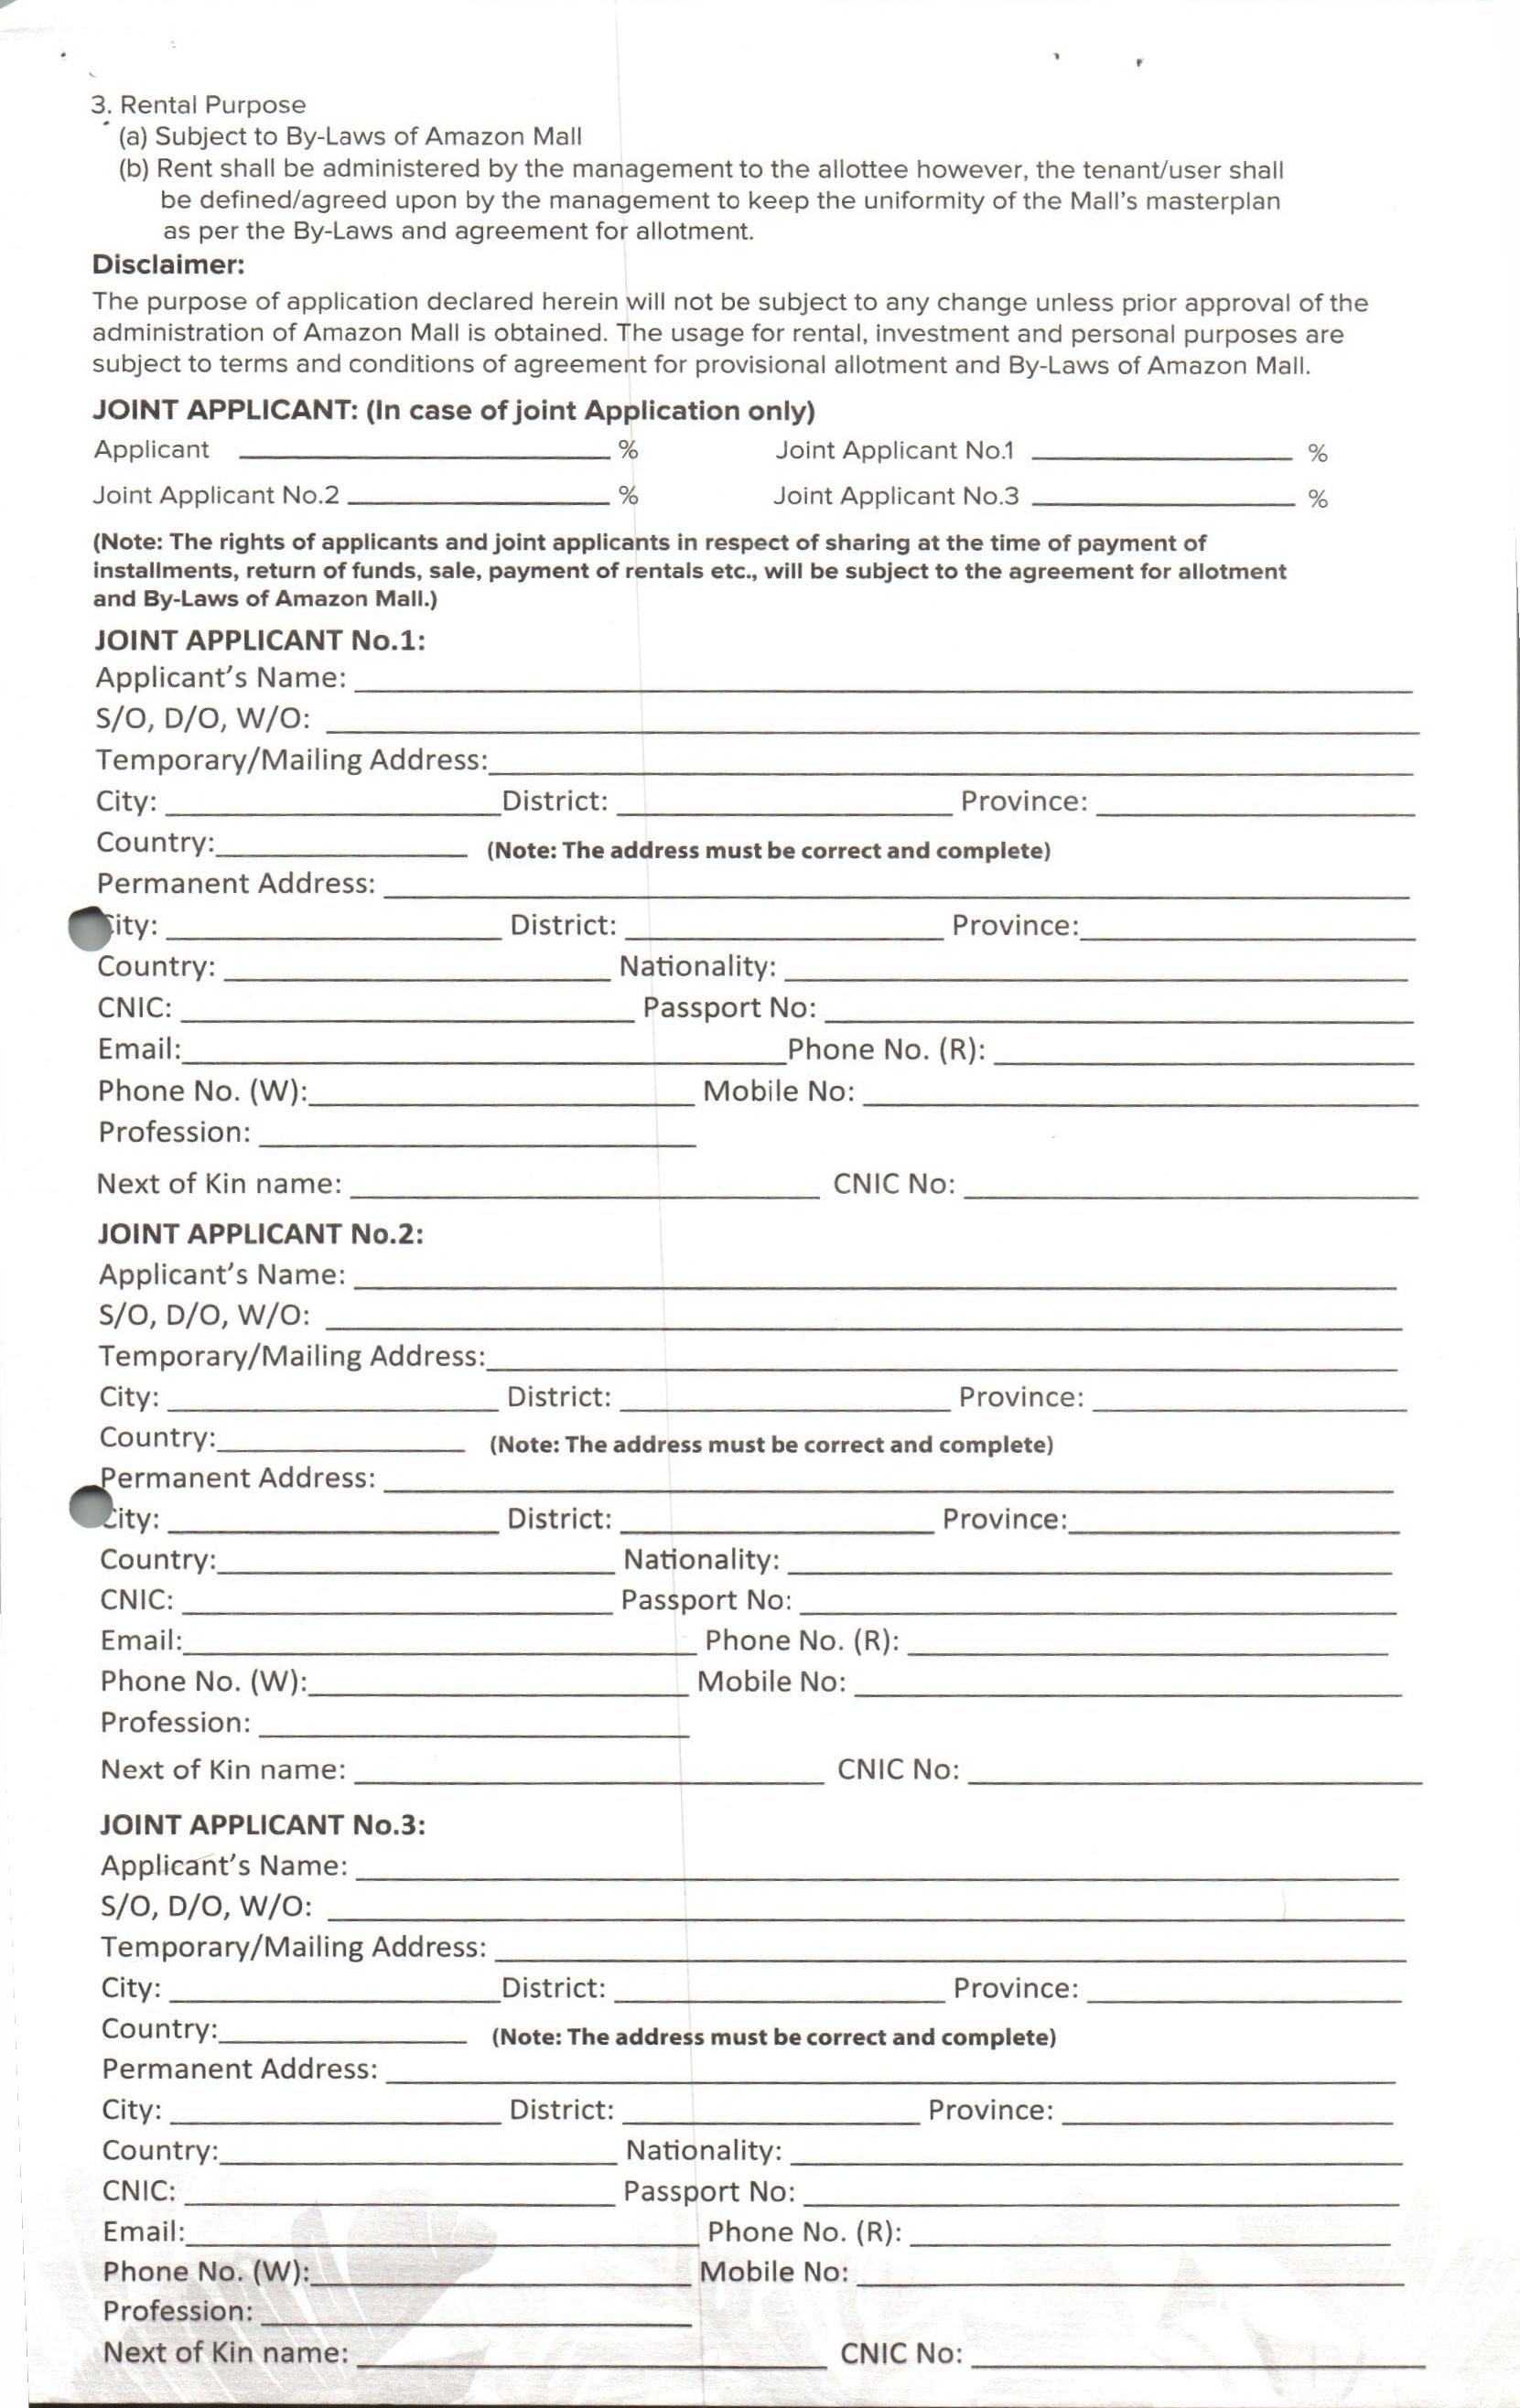 3. Rental Purpose
(a) Subject to By-Laws of Amazon Mall
(b) Rent shall be administered by the management to the allottee however, the tenant/user shall
be defined/agreed upon by the management to keep the uniformity of the Mall's masterplan
as per the By-Laws and agreement for allotment.
Disclaimer:
The purpose of application declared herein will not be subject to any change unless prior approval of the
administration of Amazon Mall is obtained. The usage for rental, investment and personal purposes are
subject to terms and conditions of agreement for provisional allotment and By-Laws of Amazon Mall.
JOINT APPLICANT: (In case of joint Application only)
Applicant ____________ % Joint Applicant No.1 ____________ %
Joint Applicant No.2 ____________ % Joint Applicant No.3 ____________ %
(Note: The rights of applicants and joint applicants in respect of sharing at the time of payment of
installments, return of funds, sale, payment of rentals etc., will be subject to the agreement for allotment
and By-Laws of Amazon Mall.)
JOINT APPLICANT No.1:
Applicant's Name: ____________
S/O, D/O, W/O: ____________
Temporary/Mailing Address: ____________
City: ____________ District: ____________ Province: ____________
Country: ____________ (Note: The address must be correct and complete)
Permanent Address: ____________
City: ____________ District: ____________ Province: ____________
Country: ____________ Nationality: ____________
CNIC: ____________ Passport No: ____________
Email: ____________ Phone No. (R): ____________
Phone No. (W): ____________ Mobile No: ____________
Profession: ____________
Next of Kin name: ____________ CNIC No: ____________
JOINT APPLICANT No.2:
Applicant's Name: ____________
S/O, D/O, W/O: ____________
Temporary/Mailing Address: ____________
City: ____________ District: ____________ Province: ____________
Country: ____________ (Note: The address must be correct and complete)
Permanent Address: ____________
City: ____________ District: ____________ Province: ____________
Country: ____________ Nationality: ____________
CNIC: ____________ Passport No: ____________
Email: ____________ Phone No. (R): ____________
Phone No. (W): ____________ Mobile No: ____________
Profession: ____________
Next of Kin name: ____________ CNIC No: ____________
JOINT APPLICANT No.3:
Applicant's Name: ____________
S/O, D/O, W/O: ____________
Temporary/Mailing Address: ____________
City: ____________ District: ____________ Province: ____________
Country: ____________ (Note: The address must be correct and complete)
Permanent Address: ____________
City: ____________ District: ____________ Province: ____________
Country: ____________ Nationality: ____________
CNIC: ____________ Passport No: ____________
Email: ____________ Phone No. (R): ____________
Phone No. (W): ____________ Mobile No: ____________
Profession: ____________
Next of Kin name: ____________ CNIC No: ____________